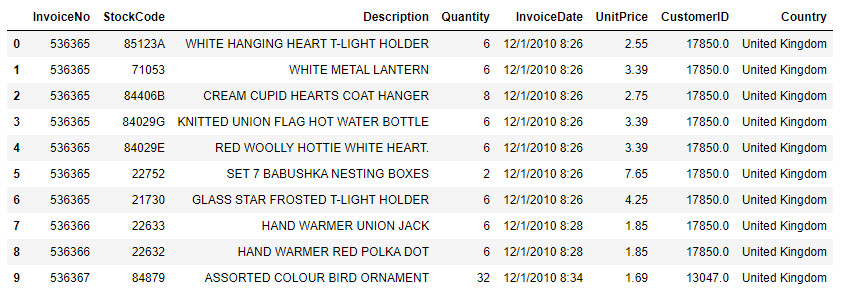 InvoiceNo StockCode Description Quantity InvoiceDate UnitPrice CustomerID Country
0 536365 85123A WHITE HANGING HEART T-LIGHT HOLDER 6 12/1/2010 8:26 2.55 17850.0 United Kingdom
1 536365 71053 WHITE METAL LANTERN 6 12/1/2010 8:26 3.39 17850.0 United Kingdom
2 536365 84406B CREAM CUPID HEARTS COAT HANGER 8 12/1/2010 8:26 2.75 17850.0 United Kingdom
3 536365 84029G KNITTED UNION FLAG HOT WATER BOTTLE 6 12/1/2010 8:26 3.39 17850.0 United Kingdom
4 536365 84029E RED WOOLLY HOTTIE WHITE HEART. 6 12/1/2010 8:26 3.39 17850.0 United Kingdom
5 536365 22752 SET 7 BABUSHKA NESTING BOXES 2 12/1/2010 8:26 7.65 17850.0 United Kingdom
6 536365 21730 GLASS STAR FROSTED T-LIGHT HOLDER 6 12/1/2010 8:26 4.25 17850.0 United Kingdom
7 536366 22633 HAND WARMER UNION JACK 6 12/1/2010 8:28 1.85 17850.0 United Kingdom
8 536366 22632 HAND WARMER RED POLKA DOT 6 12/1/2010 8:28 1.85 17850.0 United Kingdom
9 536367 84879 ASSORTED COLOUR BIRD ORNAMENT 32 12/1/2010 8:34 1.69 13047.0 United Kingdom